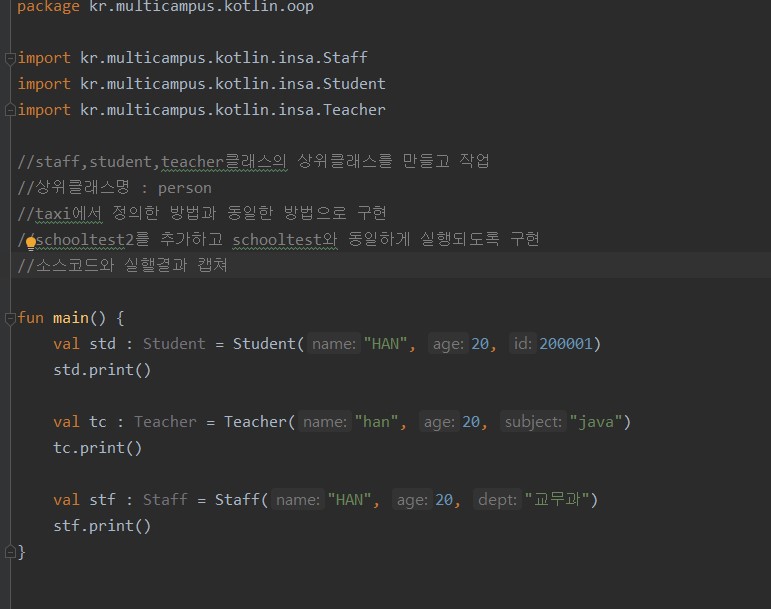 package kr.multicampus.kotlin.oop
import kr.multicampus.kotlin.insa.Staff
import kr.multicampus.kotlin.insa.Student
import kr.multicampus.kotlin.insa.Teacher
//staff,student,teacher클래스의 상위클래스를 만들고 작업
//상위클래스명 : person
//taxi에서 정의한 방법과 동일한 방법으로 구현
//schooltest2를 추가하고 schooltest와 동일하게 실행되도록 구현
//소스코드와 실핼결과 캡쳐
fun main() {
val std : Student = Student( name: "HAN", age: 20, id: 200001)
std.print()
val tc : Teacher = Teacher( name: "han", age: 20, subject: "java")
tc.print()
val stf : Staff = Staff( name: "HAN", age: 20, dept: "교무과")
stf.print()
}